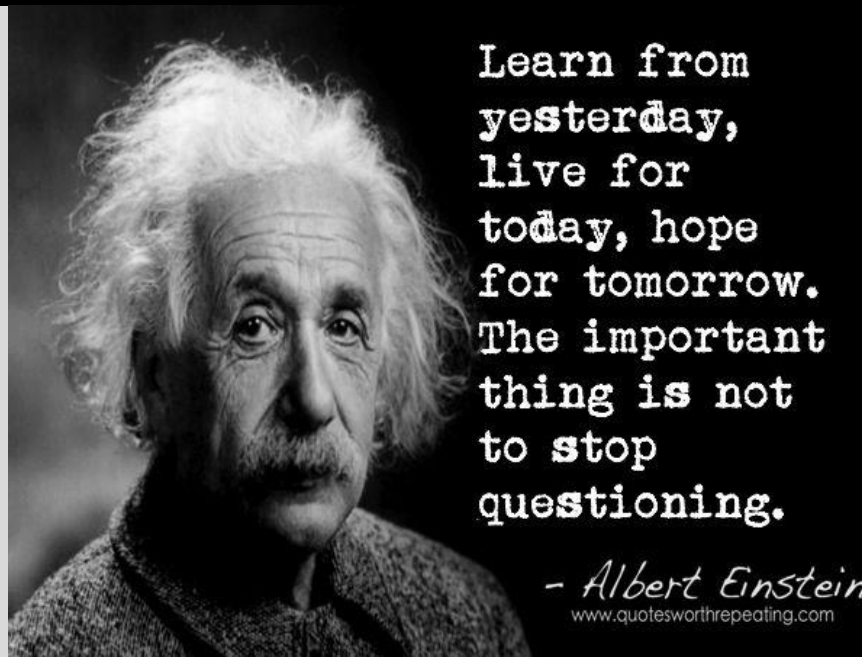 Learn from
yesterday,
live for
today, hope
for tomorrow.
The important
thing is not
to stop
questioning.
- Albert Einstein
www.quotesworthrepeating.com